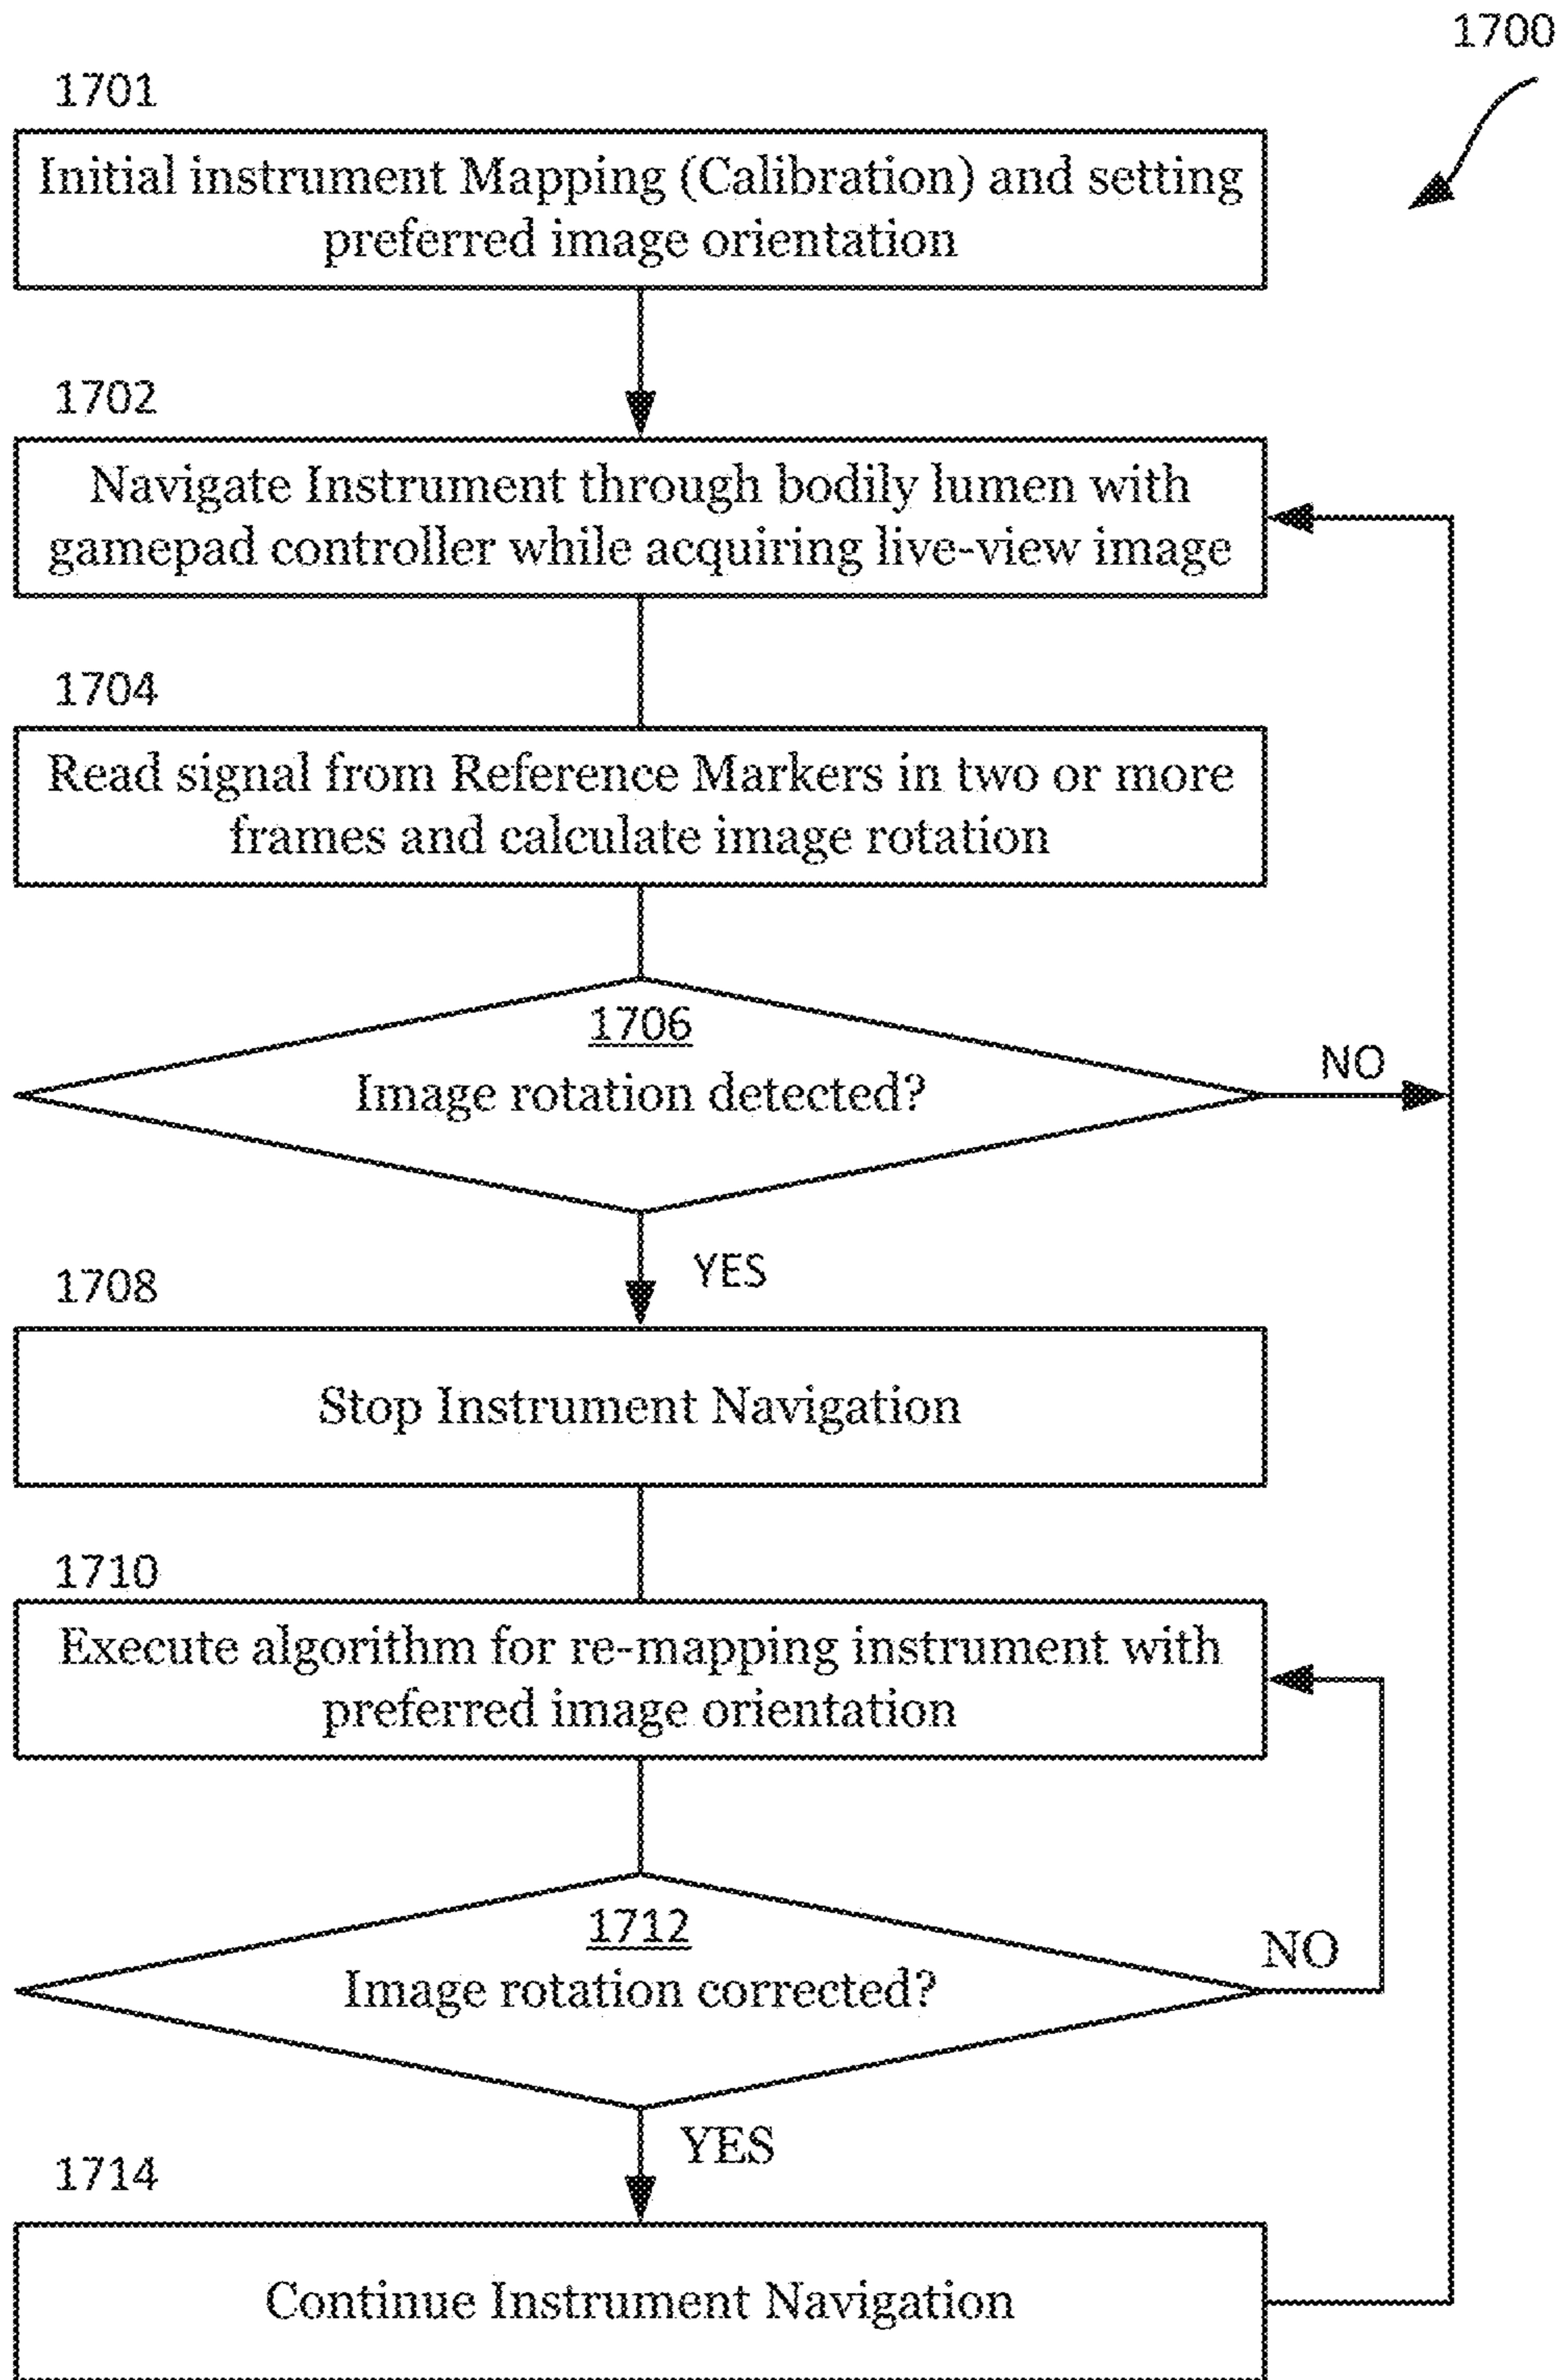 1700
1701
Initial instrument Mapping (Calibration) and setting
preferred image orientation
1702
Navigate Instrument through bodily lumen with
gamepad controller while acquiring live-view image
1704
Read signal from Reference Markers in two or more
frames and calculate image rotation
1706
Image rotation detected?
NO
YES
1708
Stop Instrument Navigation
1710
Execute algorithm for re-mapping instrument with
preferred image orientation
1712
Image rotation corrected?
NO
YES
1714
Continue Instrument Navigation